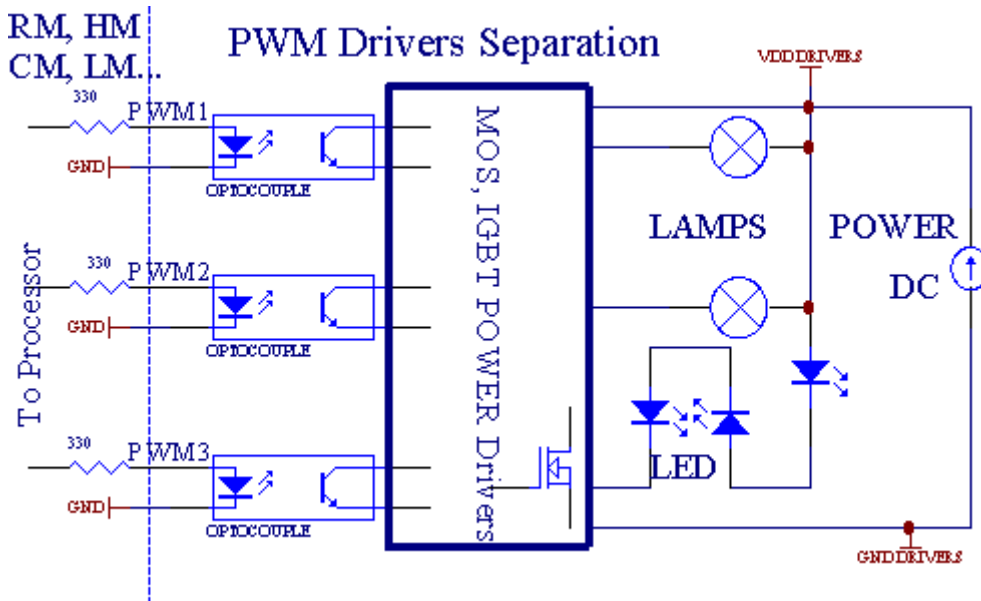 RM, HM
CM, LM...
PWM Drivers Separation
VDDDRIVERS
330
PWM1
GND
OPTOCOUPLE
LAMPS
POWER
DC
330
PWM2
GND
OPTOCOUPLE
To Processor
MOS, IGBT POWER Drivers
330
PWM3
GND
OPTOCOUPLE
LED
GNDDRIVERS